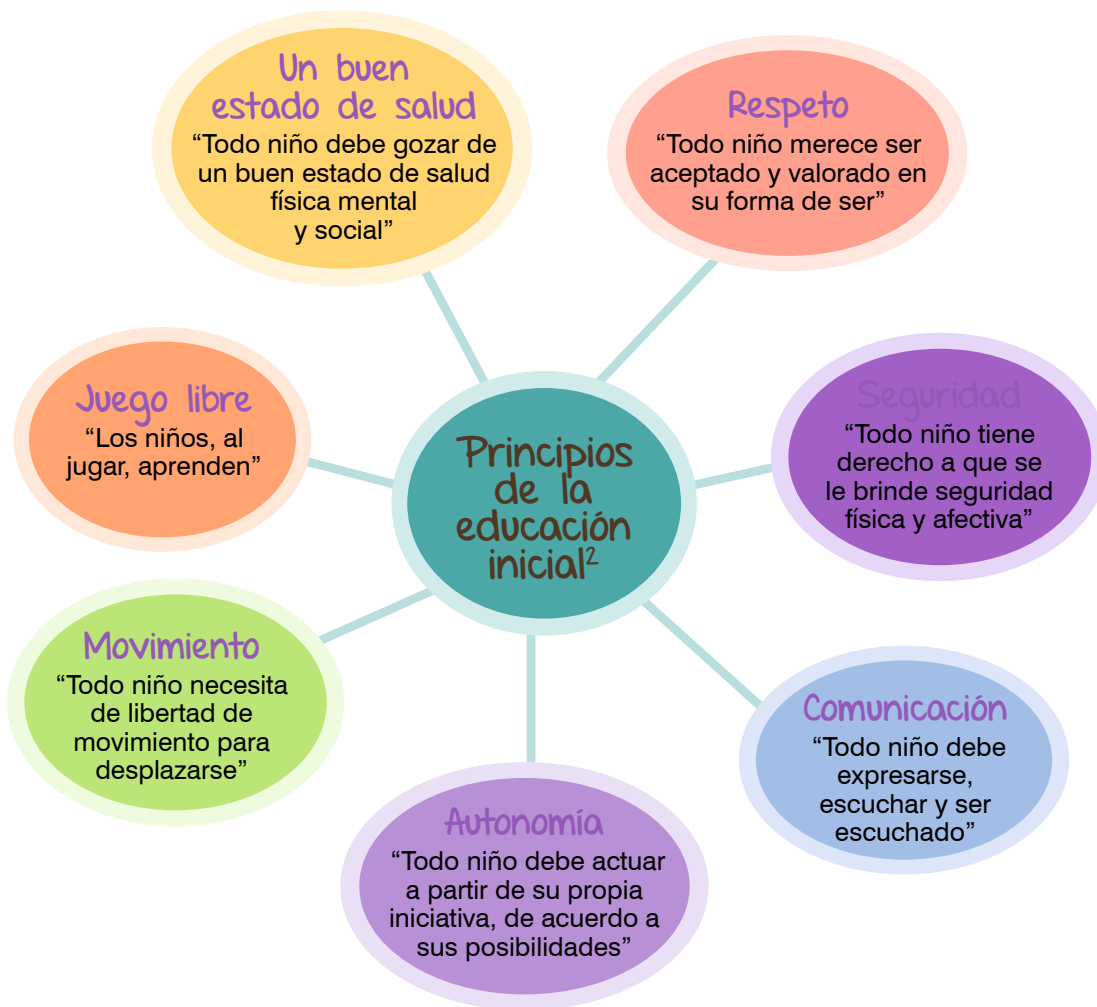 Un buen
estado de salud
“Todo niño debe gozar de
un buen estado de salud
física mental
y social”
Respeto
“Todo niño merece ser
aceptado y valorado en
su forma de ser”
Juego libre
“Los niños, al
jugar, aprenden”
Principios
de la
educación
inicial²
Seguridad
“Todo niño tiene
derecho a que se
le brinde seguridad
física y afectiva”
Movimiento
“Todo niño necesita
de libertad de
movimiento para
desplazarse”
Comunicación
“Todo niño debe
expresarse,
escuchar y ser
escuchado”
Autonomía
“Todo niño debe actuar
a partir de su propia
iniciativa, de acuerdo a
sus posibilidades”